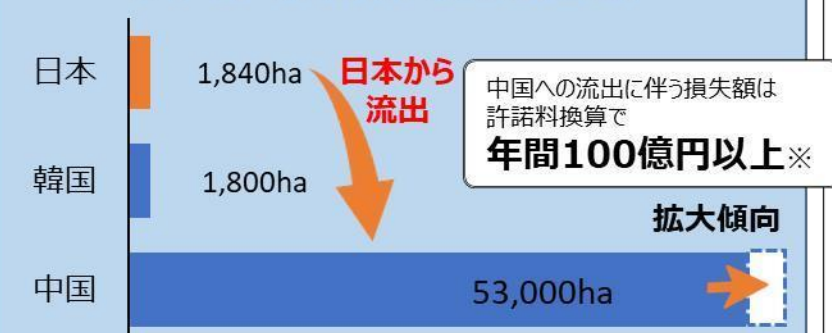 日本
1,840ha
日本から
流出
中国への流出に伴う損失額は
許諾料換算で
年間100億円以上※
韓国
1,800ha
拡大傾向
中国
53,000ha